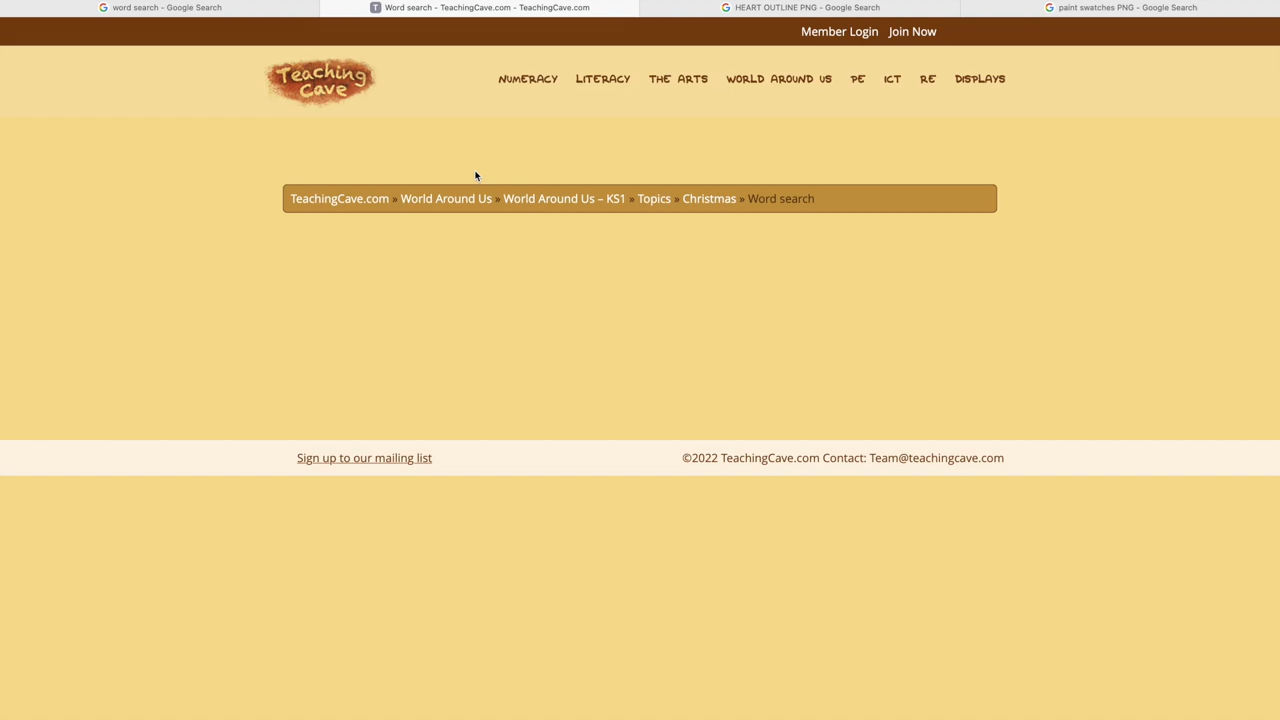 word search - Google Search
Word search - TeachingCave.com - TeachingCave.com
HEART OUTLINE PNG - Google Search
paint swatches PNG - Google Search
Member Login Join Now
Teaching Cave
NUMERACY LITERACY THE ARTS WORLD AROUND US PE ICT RE DISPLAYS
TeachingCave.com » World Around Us » World Around Us – KS1 » Topics » Christmas » Word search
Sign up to our mailing list
©2022 TeachingCave.com Contact: Team@teachingcave.com